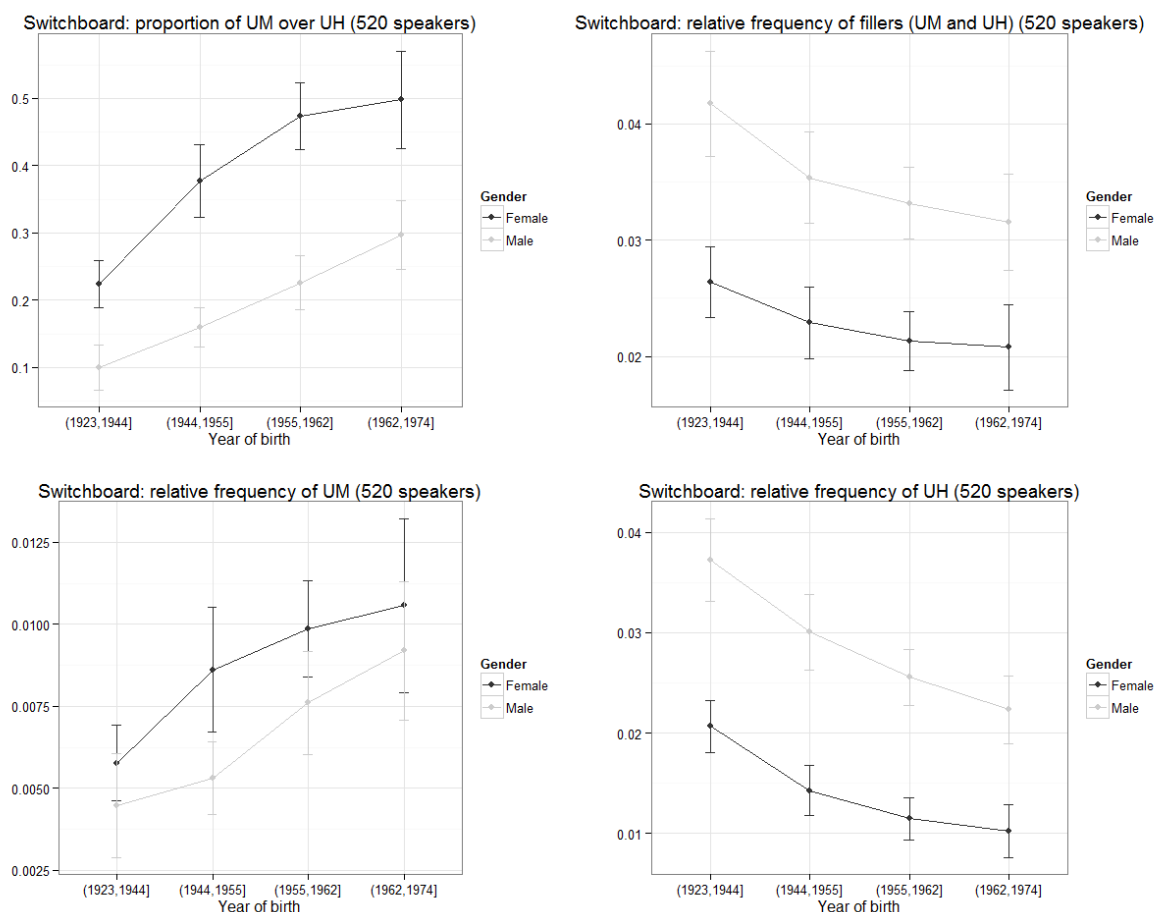 Switchboard: proportion of UM over UH (520 speakers)
0.5
0.4
0.3
0.2
0.1
(1923,1944]
(1944,1955]
(1955,1962]
(1962,1974]
Year of birth
Gender
Female
Male
Switchboard: relative frequency of fillers (UM and UH) (520 speakers)
0.04
0.03
0.02
(1923,1944]
(1944,1955]
(1955,1962]
(1962,1974]
Year of birth
Gender
Female
Male
Switchboard: relative frequency of UM (520 speakers)
0.0125
0.0100
0.0075
0.0050
0.0025
(1923,1944]
(1944,1955]
(1955,1962]
(1962,1974]
Year of birth
Gender
Female
Male
Switchboard: relative frequency of UH (520 speakers)
0.04
0.03
0.02
0.01
(1923,1944]
(1944,1955]
(1955,1962]
(1962,1974]
Year of birth
Gender
Female
Male